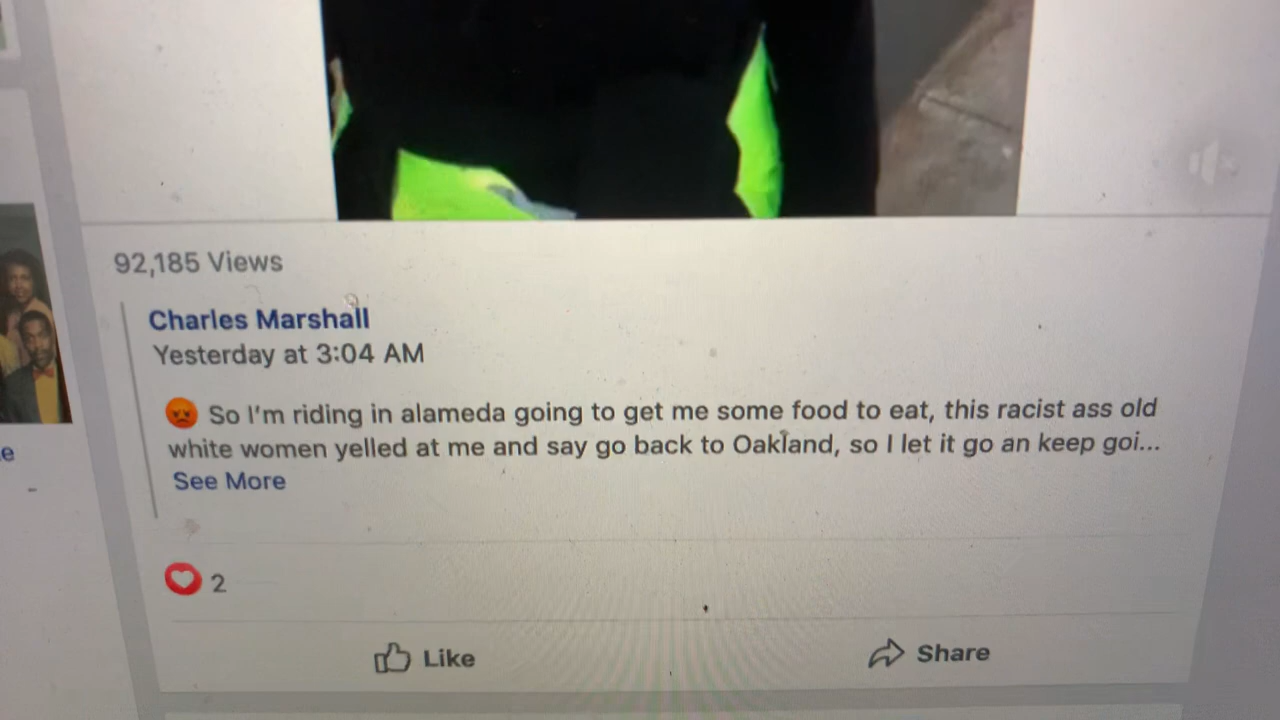 92,185 Views
Charles Marshall
Yesterday at 3:04 AM
😡 So I'm riding in alameda going to get me some food to eat, this racist ass old
white women yelled at me and say go back to Oakland, so I let it go an keep goi...
See More
2
Like
Share
e